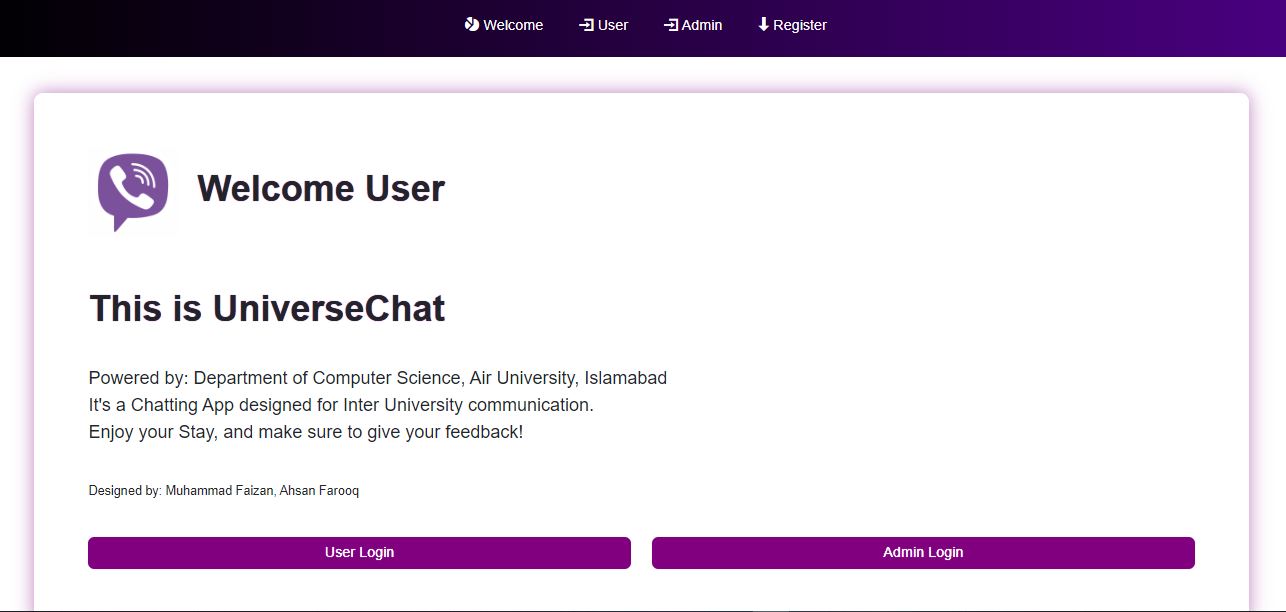 Welcome User Admin Register
Welcome User
This is UniverseChat
Powered by: Department of Computer Science, Air University, Islamabad
It's a Chatting App designed for Inter University communication.
Enjoy your Stay, and make sure to give your feedback!
Designed by: Muhammad Faizan, Ahsan Farooq
User Login Admin Login